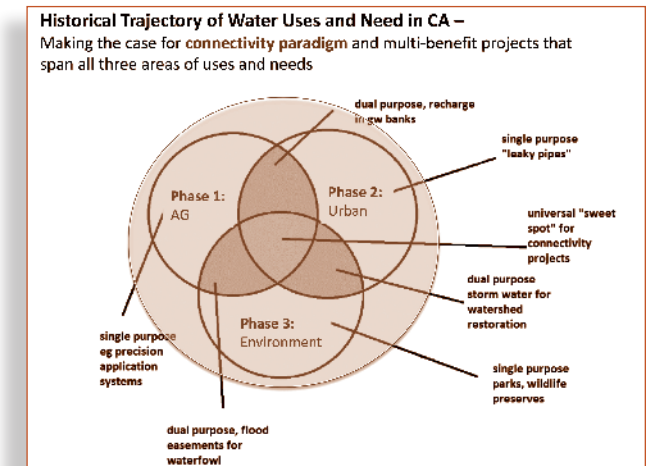 Historical Trajectory of Water Uses and Need in CA –
Making the case for connectivity paradigm and multi-benefit projects that
span all three areas of uses and needs
dual purpose, recharge
in gw banks
single purpose
"leaky pipes"
Phase 1:
AG
Phase 2:
Urban
universal "sweet
spot" for
connectivity
projects
dual purpose
storm water for
watershed
restoration
Phase 3:
Environment
single purpose
eg precision
application
systems
single purpose
parks, wildlife
preserves
dual purpose, flood
easements for
waterfowl